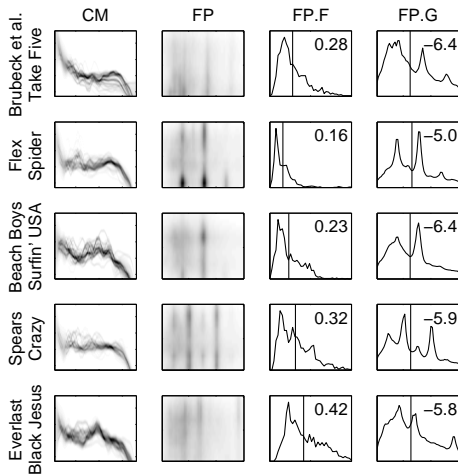 CM FP FP.F FP.G
Brubeck et al.
Take Five
0.28 −6.4
Flex
Spider
0.16 −5.0
Beach Boys
Surfin' USA
0.23 −6.4
Spears
Crazy
0.32 −5.9
Everlast
Black Jesus
0.42 −5.8